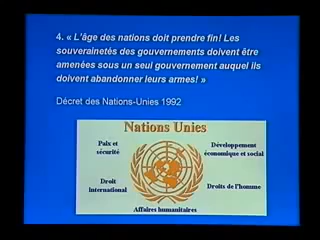 4. « L'âge des nations doit prendre fin! Les
souverainetés des gouvernements doivent être
amenées sous un seul gouvernement auquel ils
doivent abandonner leurs armes! »
Décret des Nations-Unies 1992
Nations Unies
Paix et
sécurité
Développement
économique et social
Droit
international
Droits de l'homme
Affaires humanitaires